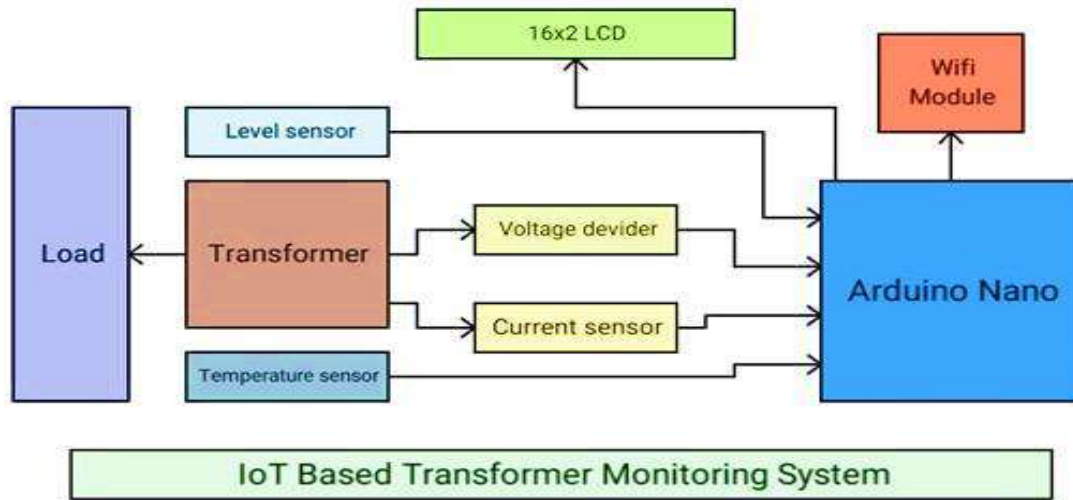 16x2 LCD
Wifi
Module
Level sensor
Load
Transformer
Voltage devider
Arduino Nano
Current sensor
Temperature sensor
IoT Based Transformer Monitoring System